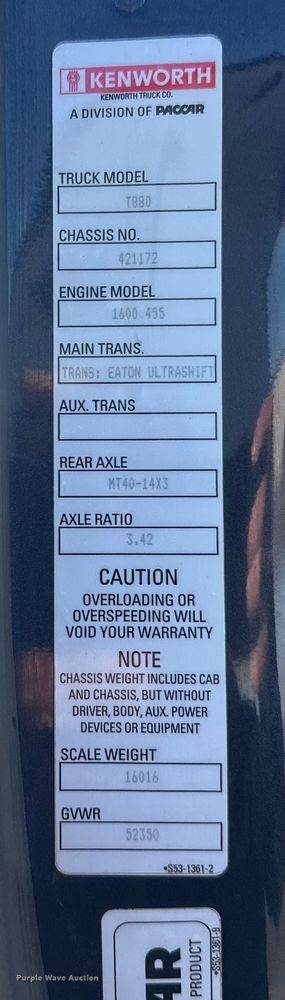 KENWORTH
KENWORTH TRUCK CO.
A DIVISION OF PACCAR
TRUCK MODEL
T880
CHASSIS NO.
421172
ENGINE MODEL
1600.455
MAIN TRANS.
TRANS: EATON ULTRASHIFT
AUX. TRANS
REAR AXLE
MT40-14X3
AXLE RATIO
3.42
CAUTION
OVERLOADING OR
OVERSPEEDING WILL
VOID YOUR WARRANTY
NOTE
CHASSIS WEIGHT INCLUDES CAB
AND CHASSIS, BUT WITHOUT
DRIVER, BODY, AUX. POWER
DEVICES OR EQUIPMENT
SCALE WEIGHT
16016
GVWR
52350
•S53-1361-2
•S53-1361-9
AR
PRODUCT
Purple Wave Auction